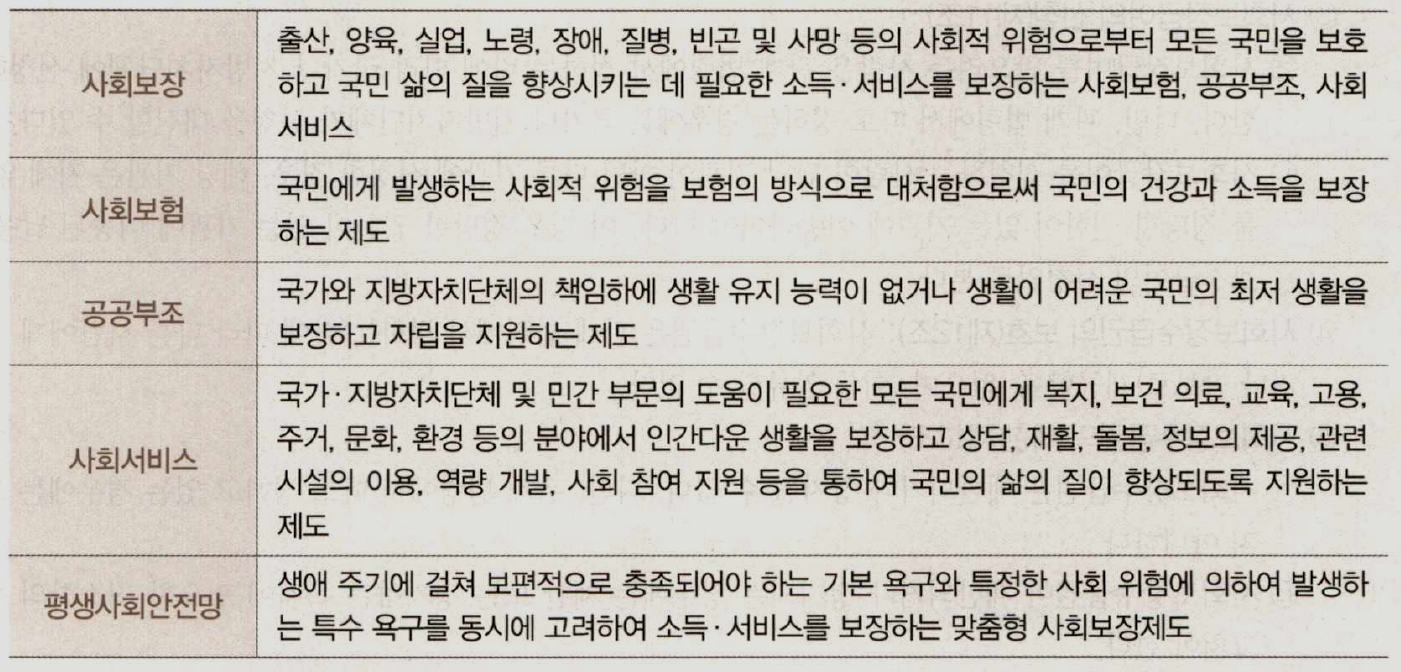 사회보장
출산, 양육, 실업, 노령, 장애, 질병, 빈곤 및 사망 등의 사회적 위험으로부터 모든 국민을 보호
하고 국민 삶의 질을 향상시키는 데 필요한 소득·서비스를 보장하는 사회보험, 공공부조, 사회
서비스
사회보험
국민에게 발생하는 사회적 위험을 보험의 방식으로 대처함으로써 국민의 건강과 소득을 보장
하는 제도
공공부조
국가와 지방자치단체의 책임하에 생활 유지 능력이 없거나 생활이 어려운 국민의 최저 생활을
보장하고 자립을 지원하는 제도
사회서비스
국가·지방자치단체 및 민간 부문의 도움이 필요한 모든 국민에게 복지, 보건 의료, 교육, 고용,
주거, 문화, 환경 등의 분야에서 인간다운 생활을 보장하고 상담, 재활, 돌봄, 정보의 제공, 관련
시설의 이용, 역량 개발, 사회 참여 지원 등을 통하여 국민의 삶의 질이 향상되도록 지원하는
제도
평생사회안전망
생애 주기에 걸쳐 보편적으로 충족되어야 하는 기본 욕구와 특정한 사회 위험에 의하여 발생하
는 특수 욕구를 동시에 고려하여 소득·서비스를 보장하는 맞춤형 사회보장제도